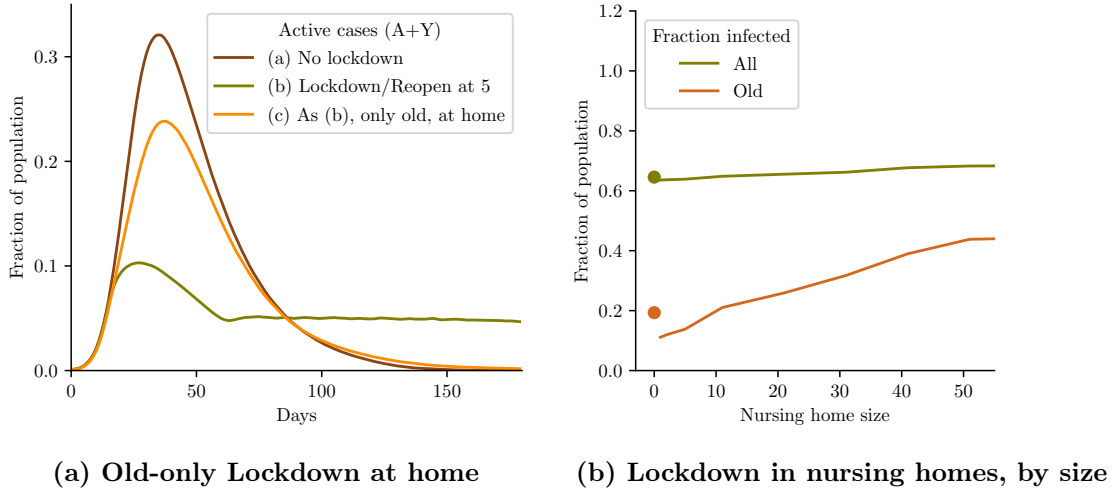 Active cases (A+Y)
(a) No lockdown
(b) Lockdown/Reopen at 5
(c) As (b), only old, at home
Fraction of population
0.3
0.2
0.1
0.0
0
50
100
150
Days
(a) Old-only Lockdown at home
Fraction infected
All
Old
Fraction of population
1.2
1.0
0.8
0.6
0.4
0.2
0.0
0
10
20
30
40
50
Nursing home size
(b) Lockdown in nursing homes, by size